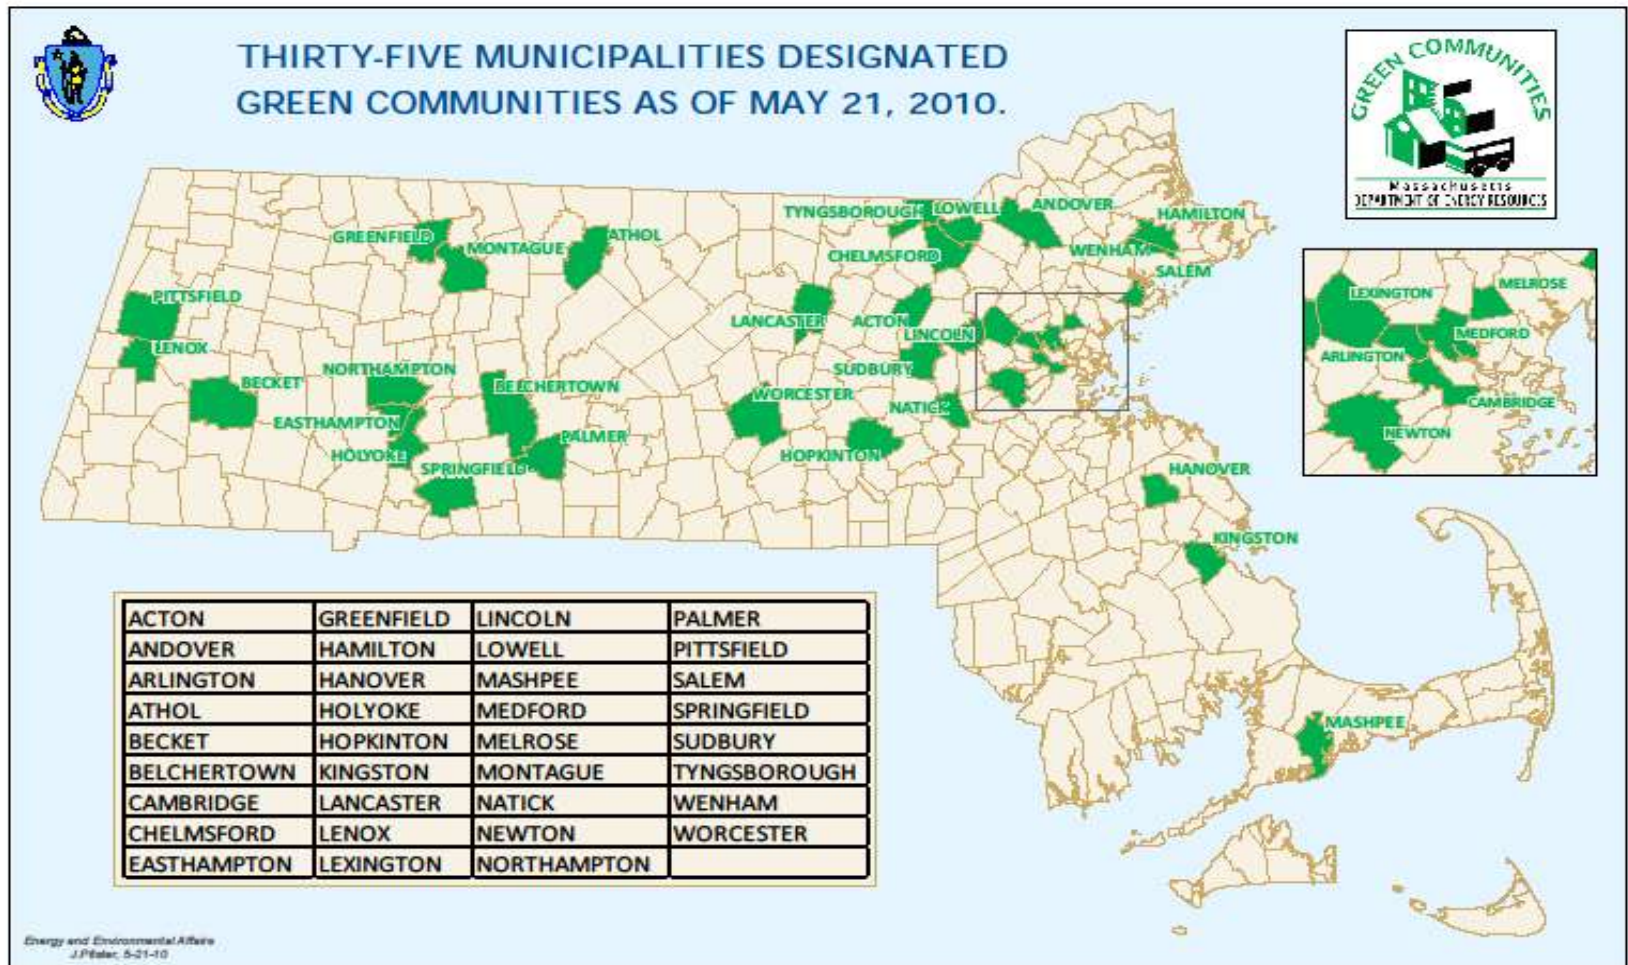 THIRTY-FIVE MUNICIPALITIES DESIGNATED
GREEN COMMUNITIES AS OF MAY 21, 2010.
GREEN COMMUNITIES
Massachusetts
DEPARTMENT OF ENERGY RESOURCES
TYNGSBOROUGH
LOWELL
ANDOVER
HAMILTON
GREENFIELD
MONTAGUE
ATHOL
CHELMSFORD
WENHAM
SALEM
PITTSFIELD
LANCASTER
ACTON
LINCOLN
LENOX
NORTHAMPTON
BECKET
BELCHERTOWN
SUDBURY
WORCESTER
NATICK
EASTHAMPTON
PALMER
HOLYOKE
SPRINGFIELD
HOPKINTON
HANOVER
KINGSTON
MASHPEE
LEXINGTON
MELROSE
MEDFORD
ARLINGTON
CAMBRIDGE
NEWTON
ACTON GREENFIELD LINCOLN PALMER
ANDOVER HAMILTON LOWELL PITTSFIELD
ARLINGTON HANOVER MASHPEE SALEM
ATHOL HOLYOKE MEDFORD SPRINGFIELD
BECKET HOPKINTON MELROSE SUDBURY
BELCHERTOWN KINGSTON MONTAGUE TYNGSBOROUGH
CAMBRIDGE LANCASTER NATICK WENHAM
CHELMSFORD LENOX NEWTON WORCESTER
EASTHAMPTON LEXINGTON NORTHAMPTON
Energy and Environmental Affairs
5-21-10